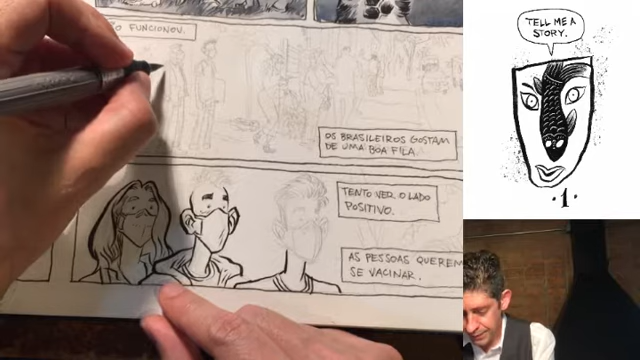 ÃO FUNCIONOU.
OS BRASILEIROS GOSTAM
DE UMA BOA FILA.
TENTO VER O LADO
POSITIVO.
AS PESSOAS QUEREM
SE VACINAR.
TELL ME A
STORY.
·1·